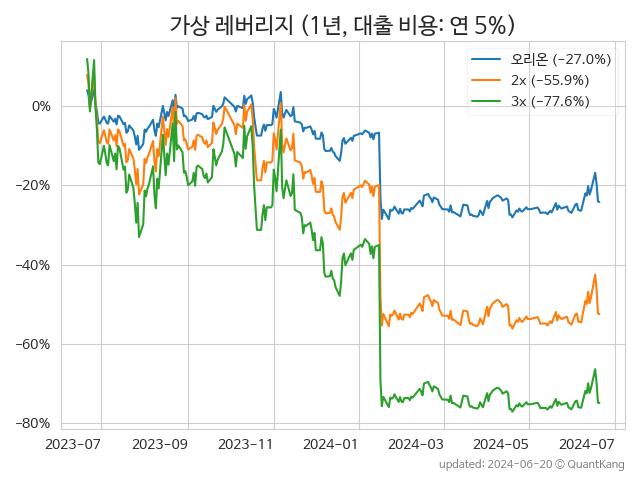 가상 레버리지 (1년, 대출 비용: 연 5%)
오리온 (−27.0%)
2x (−55.9%)
3x (−77.6%)
0%
−20%
−40%
−60%
−80%
2023-07 2023-09 2023-11 2024-01 2024-03 2024-05 2024-07
updated: 2024-06-20 © QuantKang